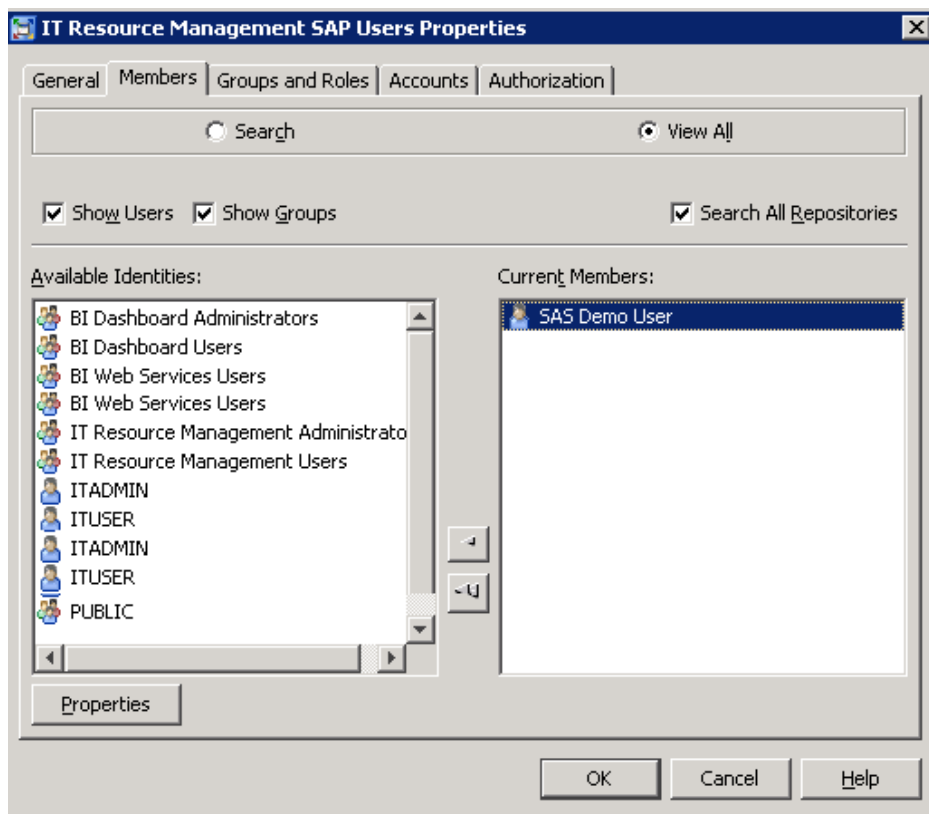 IT Resource Management SAP Users Properties
General Members Groups and Roles Accounts Authorization
Search View All
Show Users Show Groups Search All Repositories
Available Identities: Current Members:
BI Dashboard Administrators SAS Demo User
BI Dashboard Users
BI Web Services Users
BI Web Services Users
IT Resource Management Administrato
IT Resource Management Users
ITADMIN
ITUSER
ITADMIN
ITUSER
PUBLIC
Properties
OK Cancel Help